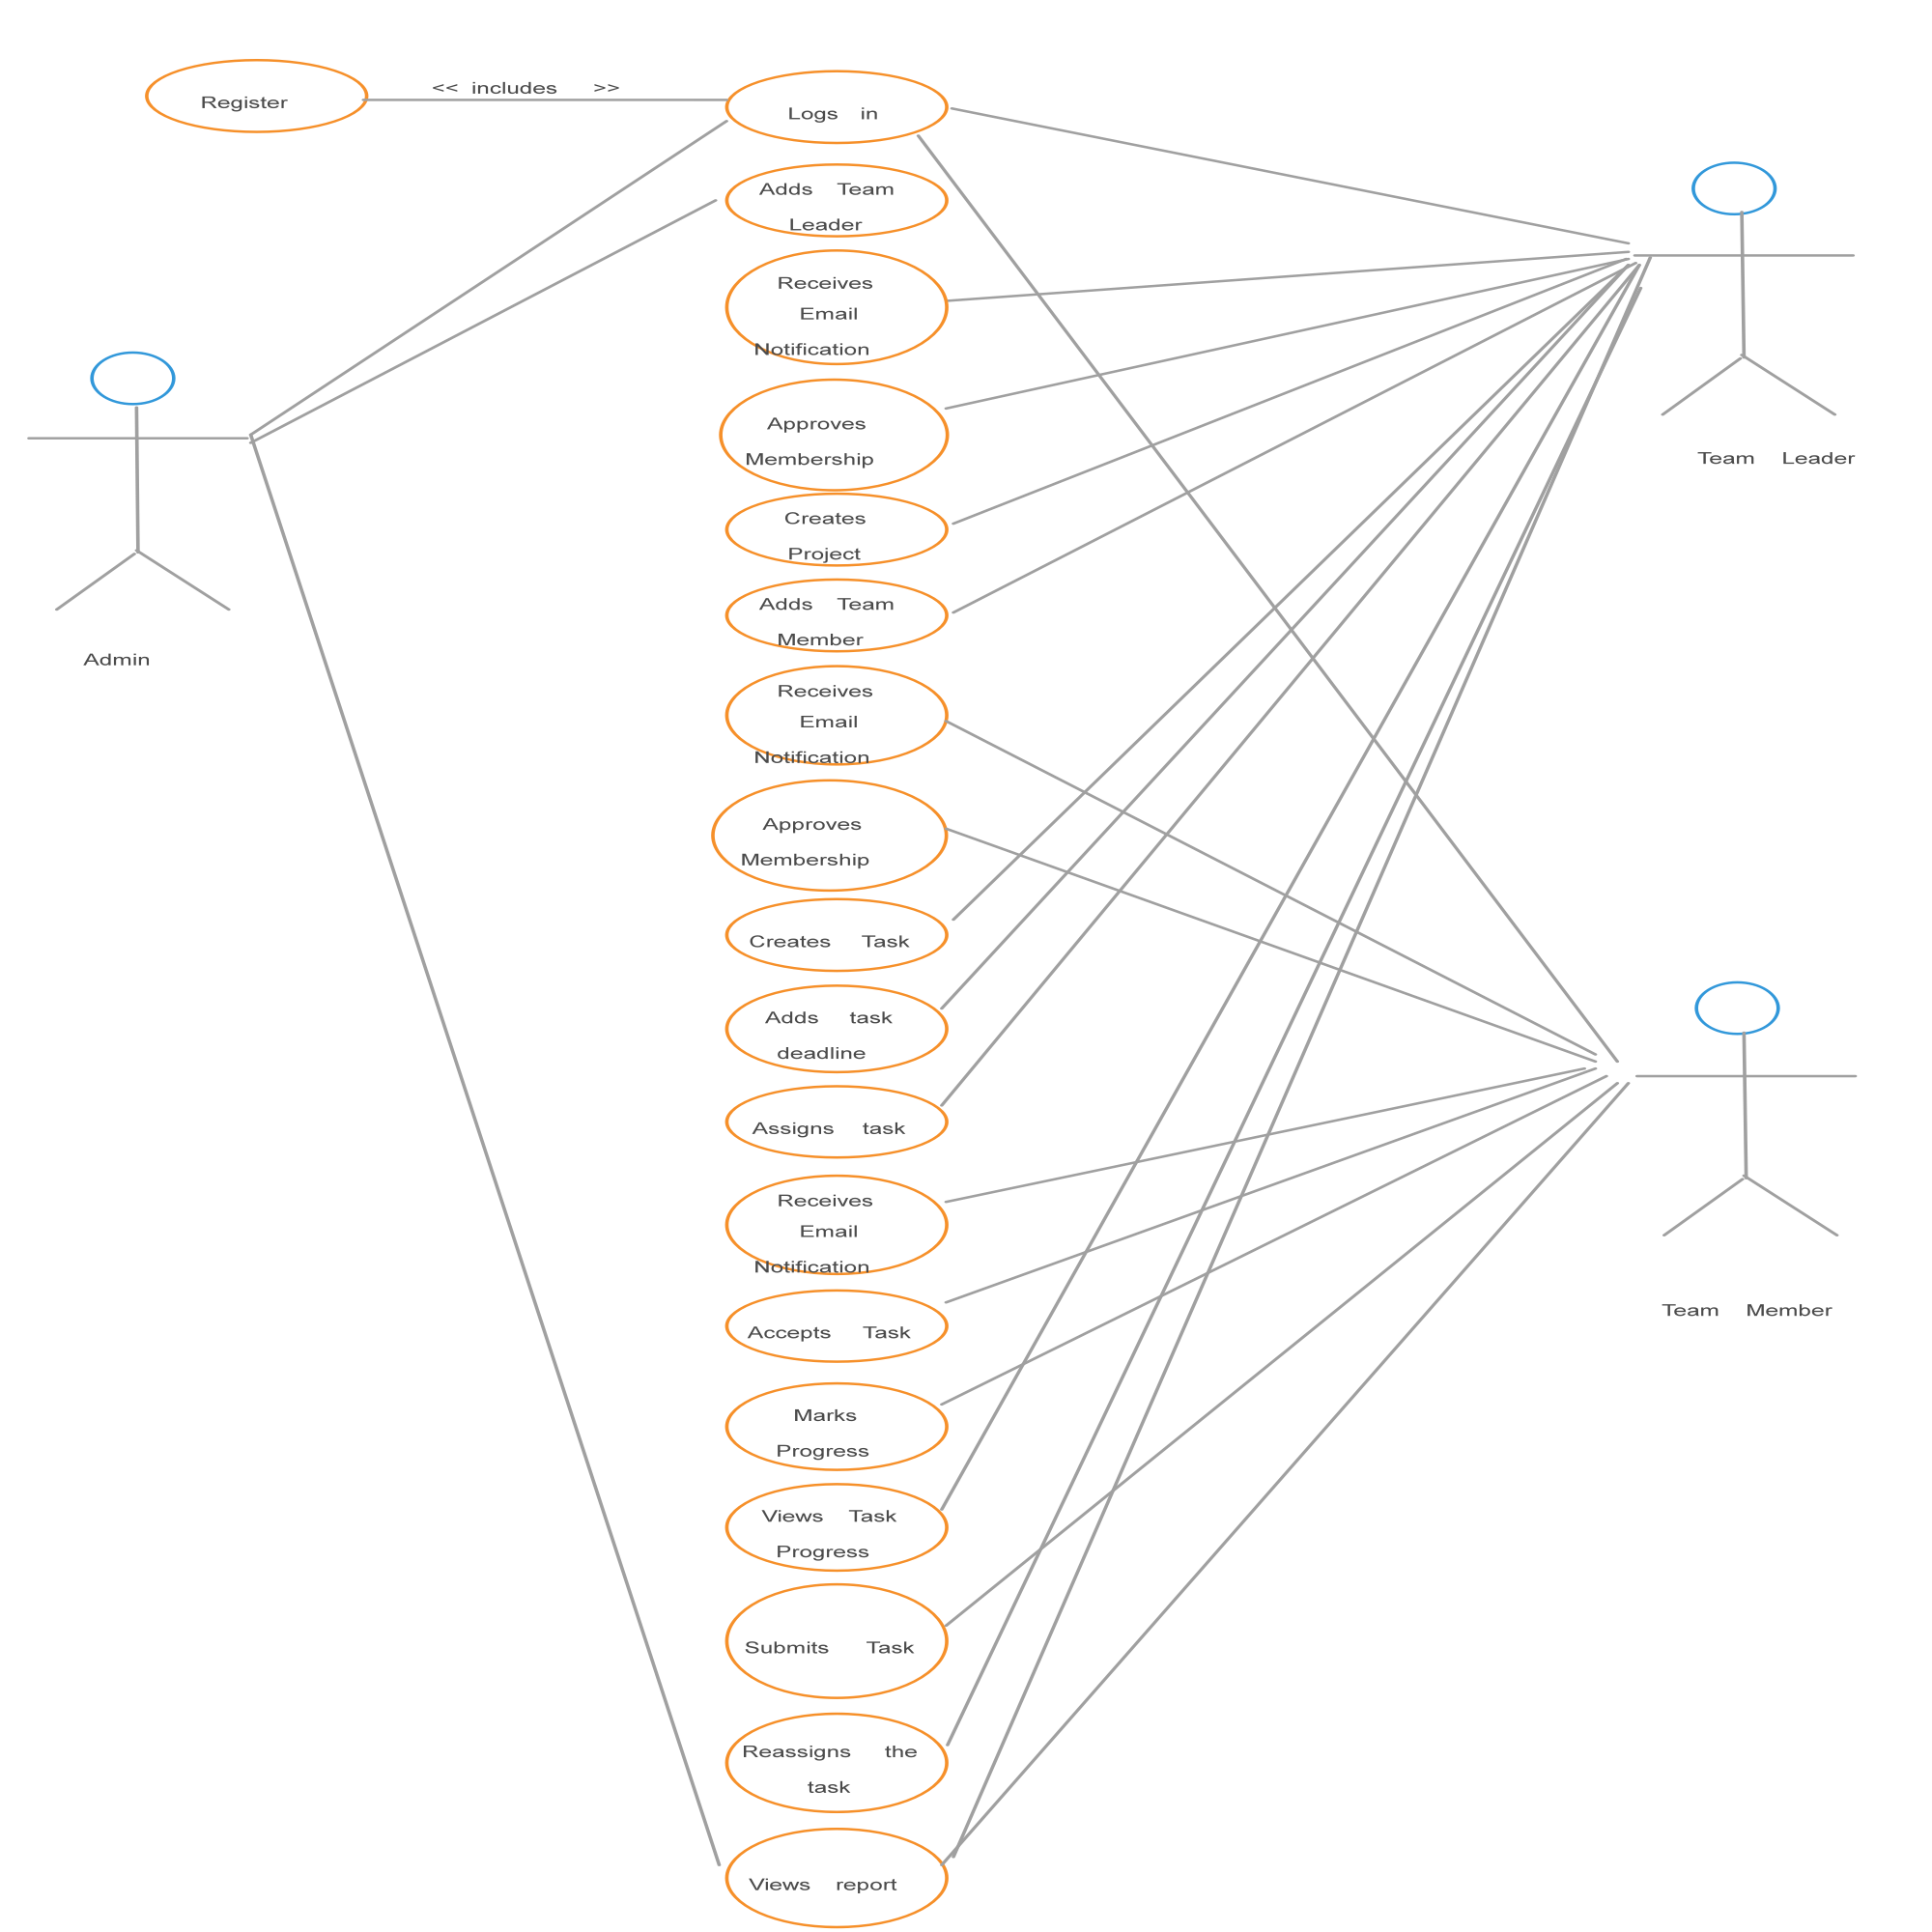 Register
<< includes >>
Logs in
Adds Team
Leader
Receives
Email
Notification
Approves
Membership
Team Leader
Creates
Project
Adds Team
Member
Admin
Receives
Email
Notification
Approves
Membership
Creates Task
Adds task
deadline
Assigns task
Receives
Email
Notification
Team Member
Accepts Task
Marks
Progress
Views Task
Progress
Submits Task
Reassigns the
task
Views report